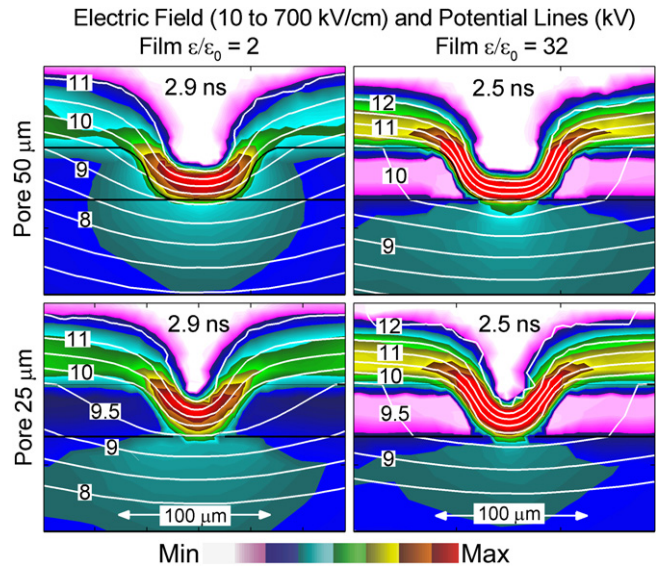 Electric Field (10 to 700 kV/cm) and Potential Lines (kV)
Film ε/ε₀ = 2
Film ε/ε₀ = 32
Pore 50 μm
2.9 ns
11
10
9
8
2.5 ns
12
11
10
9
Pore 25 μm
2.9 ns
11
10
9.5
9
8
100 μm
2.5 ns
12
11
10
9.5
9
100 μm
Min
Max